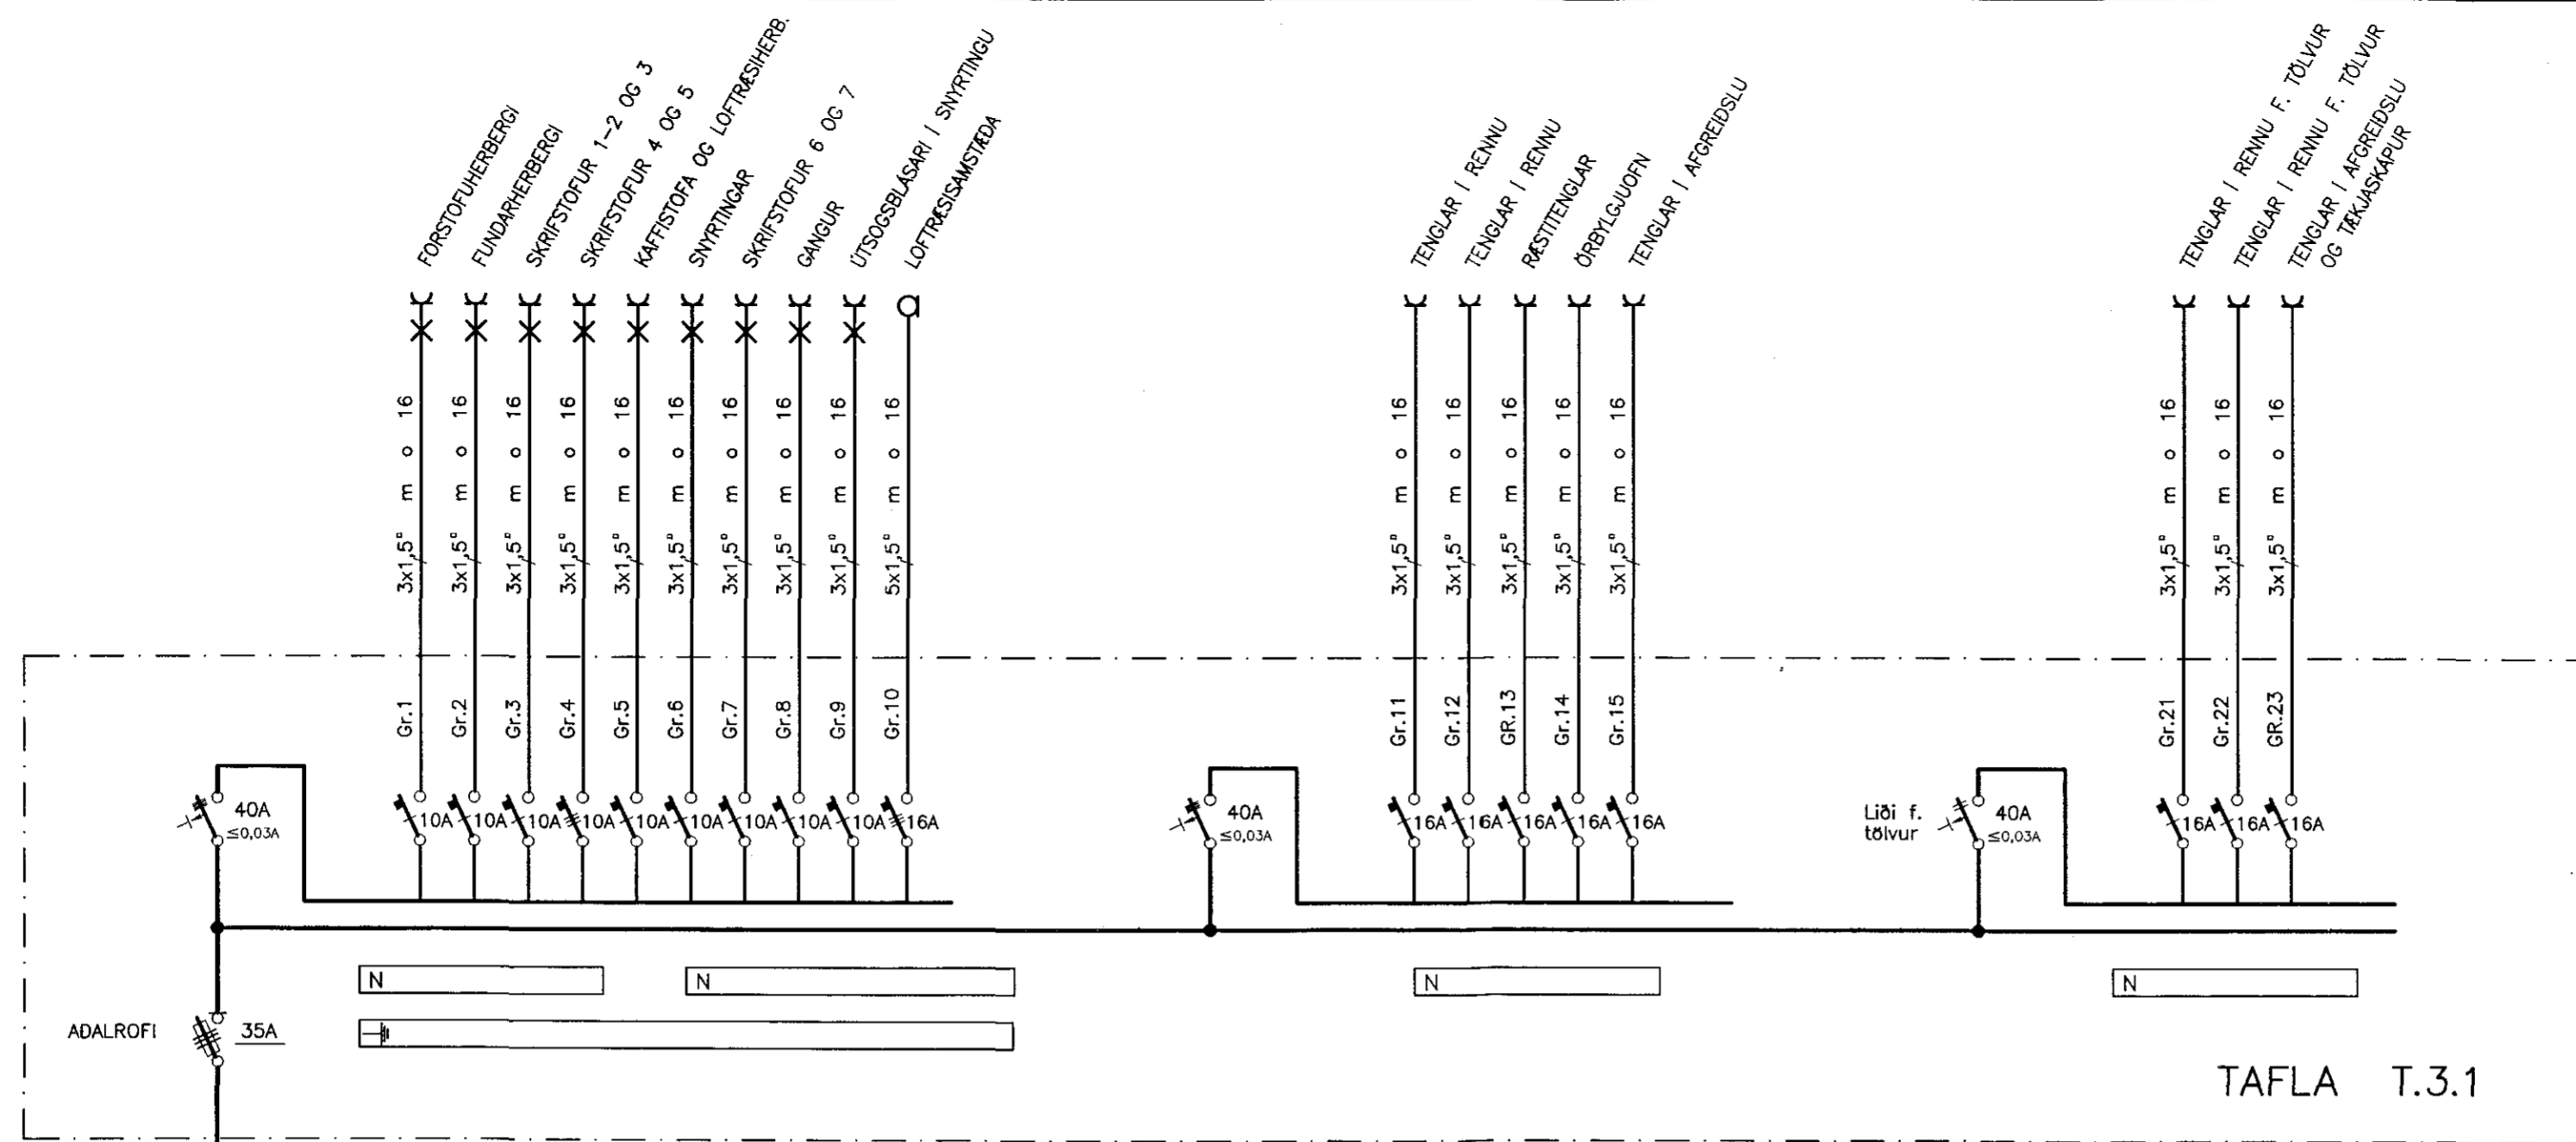 FORSTOFUHERBERGI
FUNDARHERBERGI
SKRIFSTOFUR 1–2 OG 3
SKRIFSTOFUR 4 OG 5
KAFFISTOFA OG LOFTRÆSIHERB.
SNYRTINGAR
SKRIFSTOFUR 6 OG 7
GANGUR
ÚTSOGSBLÁSARI Í SNYRTINGU
LOFTRÆSISAMSTÆÐA
TENGLAR Í RENNU
TENGLAR Í RENNU
RÆSTITENGLAR
ÖRBYLGJUOFN
TENGLAR Í AFGREIÐSLU
TENGLAR Í RENNU F. TÖLVUR
TENGLAR Í RENNU F. TÖLVUR
TENGLAR Í AFGREIÐSLU
OG TÆKJASKÁPUR
3x1,5▫ m o 16
3x1,5▫ m o 16
3x1,5▫ m o 16
3x1,5▫ m o 16
3x1,5▫ m o 16
3x1,5▫ m o 16
3x1,5▫ m o 16
3x1,5▫ m o 16
3x1,5▫ m o 16
5x1,5▫ m o 16
3x1,5▫ m o 16
3x1,5▫ m o 16
3x1,5▫ m o 16
3x1,5▫ m o 16
3x1,5▫ m o 16
3x1,5▫ m o 16
3x1,5▫ m o 16
3x1,5▫ m o 16
Gr.1
Gr.2
Gr.3
Gr.4
Gr.5
Gr.6
Gr.7
Gr.8
Gr.9
Gr.10
Gr.11
Gr.12
GR.13
Gr.14
Gr.15
Gr.21
Gr.22
GR.23
40A
≤0,03A
10A 10A 10A 10A 10A 10A 10A 10A 10A 16A
40A
≤0,03A
16A 16A 16A 16A 16A
Liði f.
tölvur
40A
≤0,03A
16A 16A 16A
N N N N
AÐALROFI 35A
TAFLA T.3.1